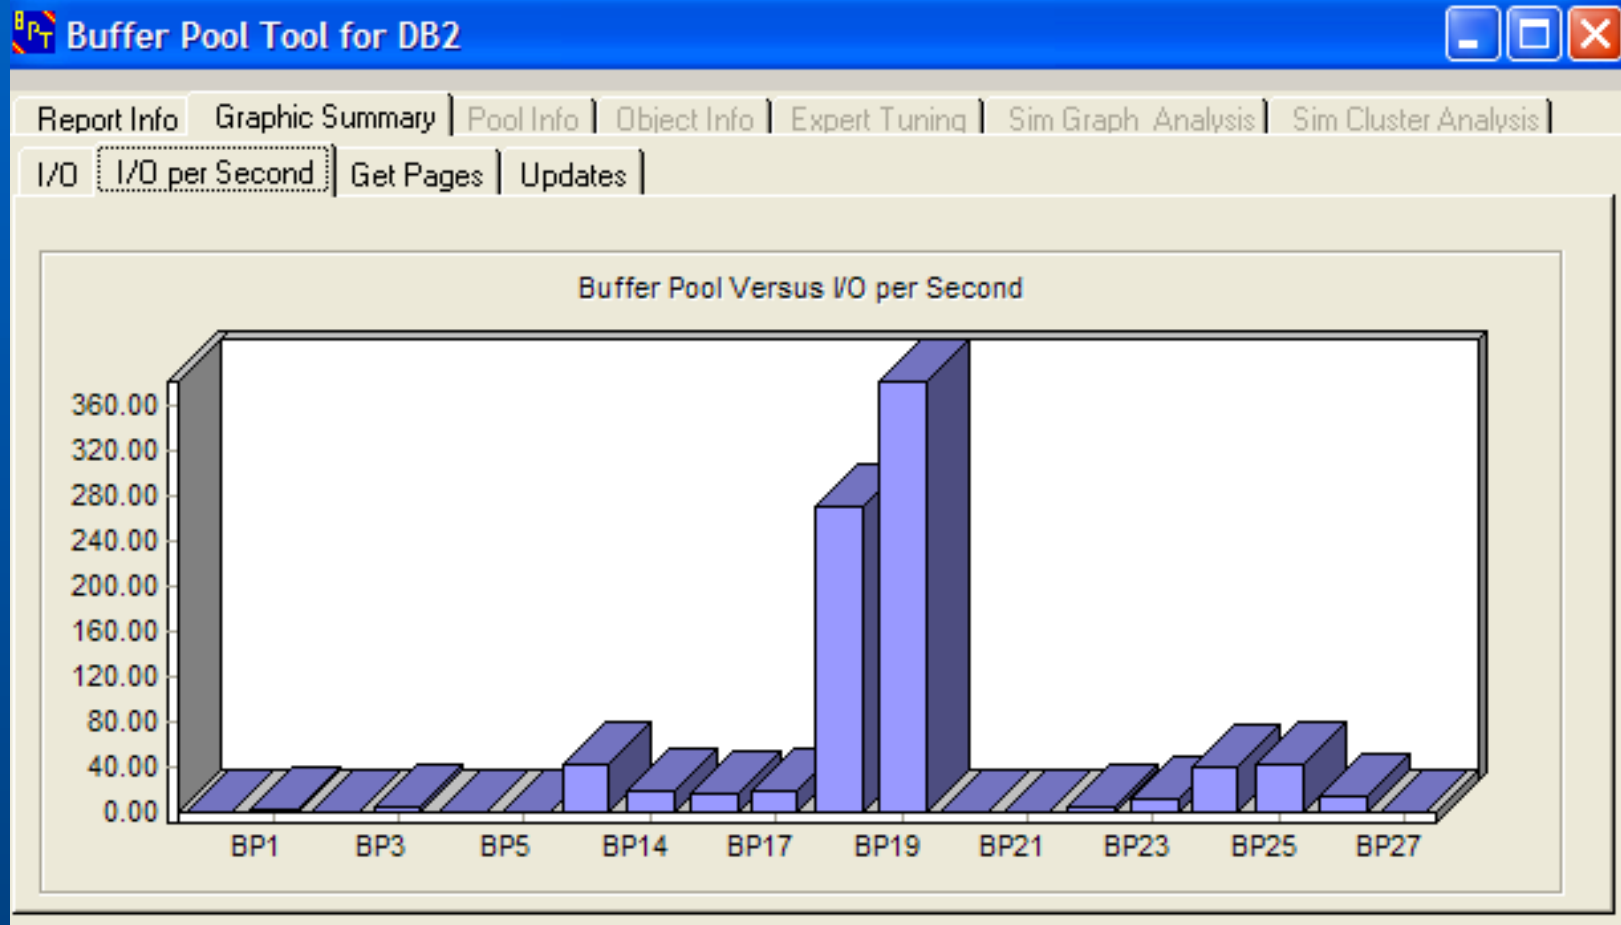 BPT Buffer Pool Tool for DB2
Report Info Graphic Summary Pool Info Object Info Expert Tuning Sim Graph Analysis Sim Cluster Analysis
I/O I/O per Second Get Pages Updates
Buffer Pool Versus I/O per Second
360.00
320.00
280.00
240.00
200.00
160.00
120.00
80.00
40.00
0.00
BP1 BP3 BP5 BP14 BP17 BP19 BP21 BP23 BP25 BP27